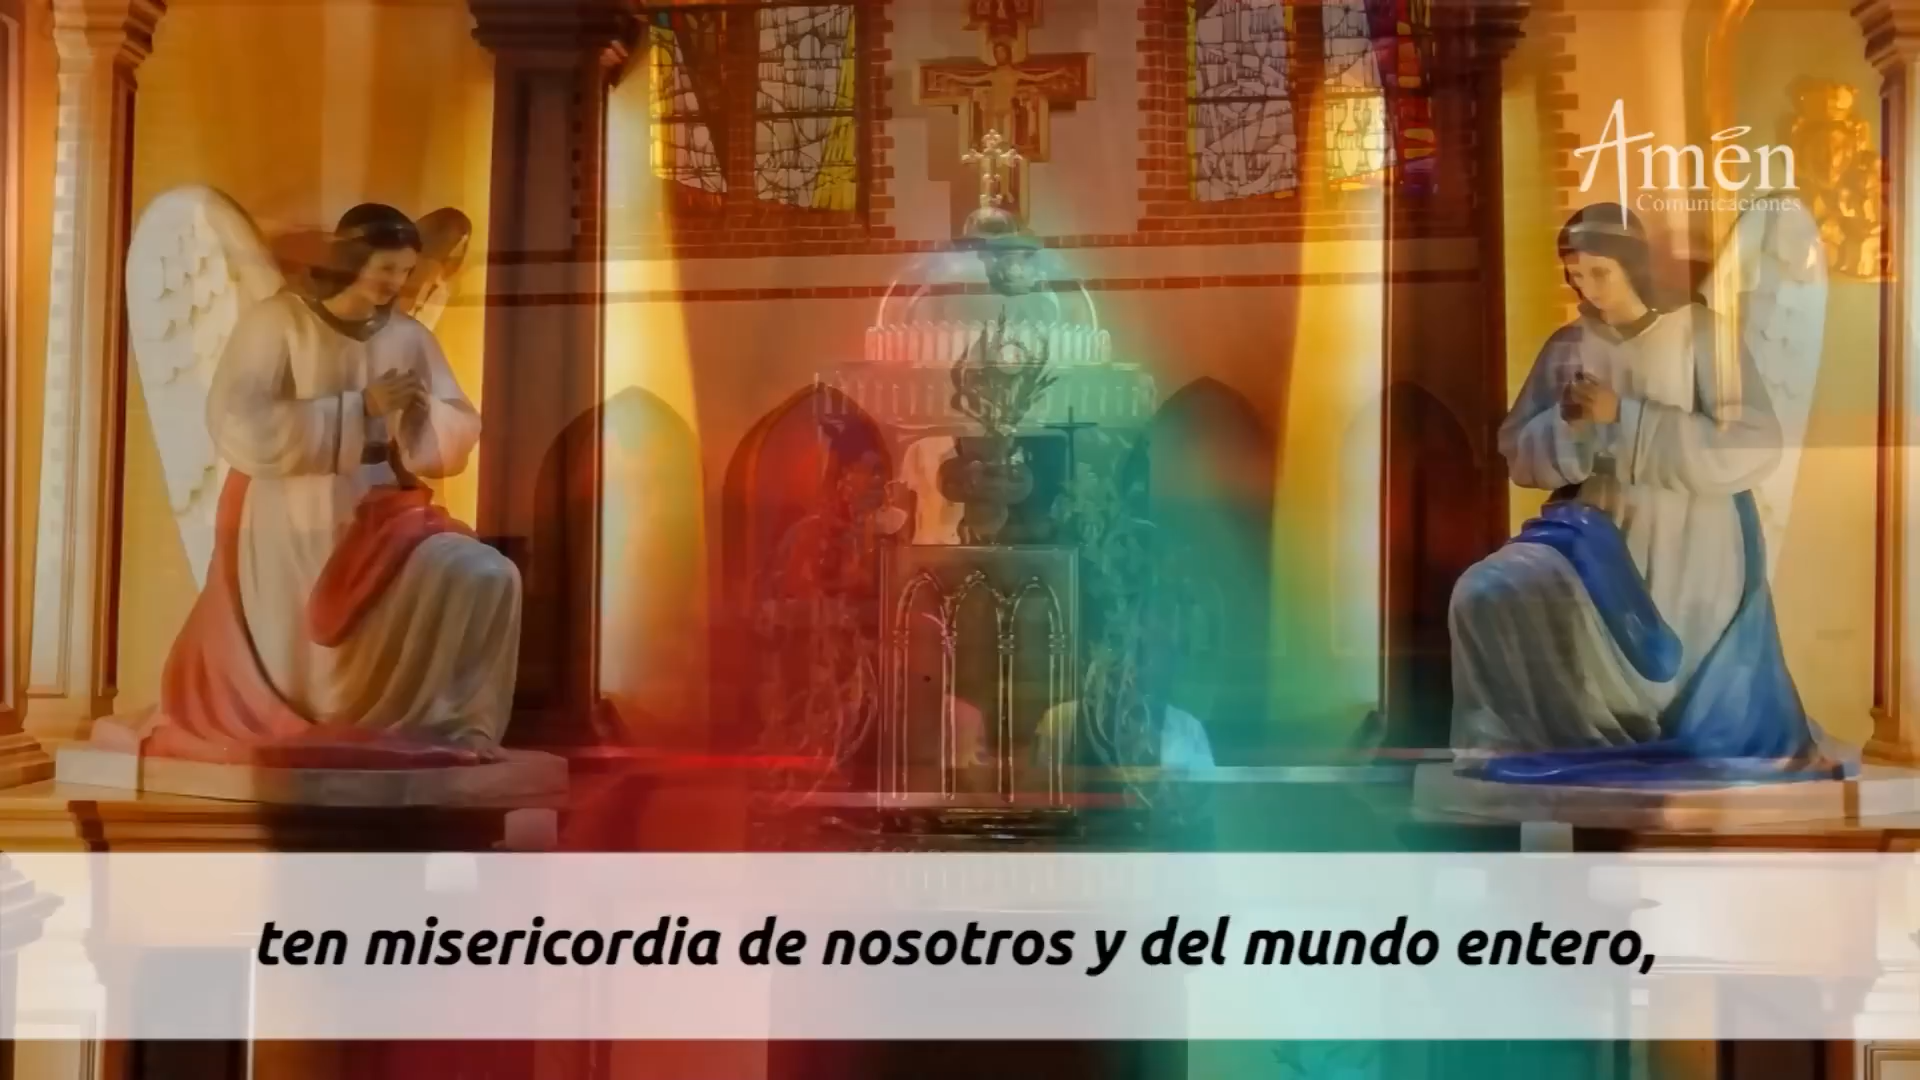 Amén
Comunicaciones
ten misericordia de nosotros y del mundo entero,